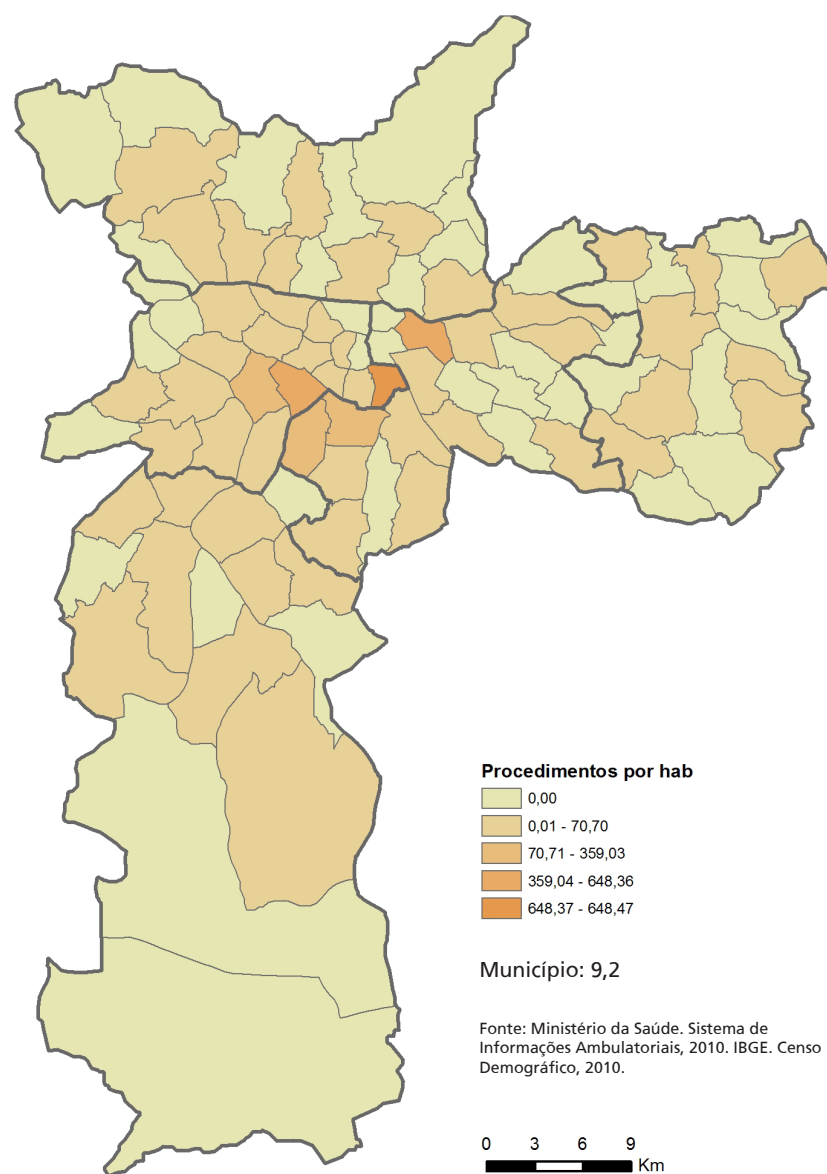 Procedimentos por hab
0,00
0,01 - 70,70
70,71 - 359,03
359,04 - 648,36
648,37 - 648,47
Município: 9,2
Fonte: Ministério da Saúde. Sistema de
Informações Ambulatoriais, 2010. IBGE. Censo
Demográfico, 2010.
0 3 6 9
Km